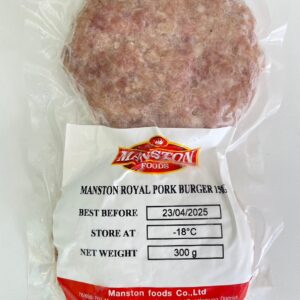 MANSTON
FOODS
MANSTON ROYAL PORK BURGER 150G
BEST BEFORE 23/04/2025
STORE AT -18°C
NET WEIGHT 300 g
Manston foods Co.,Ltd